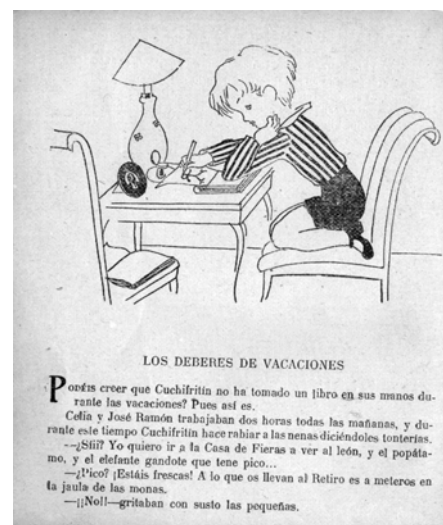 LOS DEBERES DE VACACIONES
Podéis creer que Cuchifritín no ha tomado un libro en sus manos du-
rante las vacaciones? Pues así es.
Celia y José Ramón trabajaban dos horas todas las mañanas, y du-
rante este tiempo Cuchifritín hace rabiar a las nenas diciéndoles tonterías.
—¿Síii? Yo quiero ir a la Casa de Fieras a ver al león, y el popóta-
mo, y el elefante gandote que tene pico...
—¿Pico? ¡Estáis frescas! A lo que os llevan al Retiro es a meteros en
la jaula de las monas.
—¡¡No!!—gritaban con susto las pequeñas.